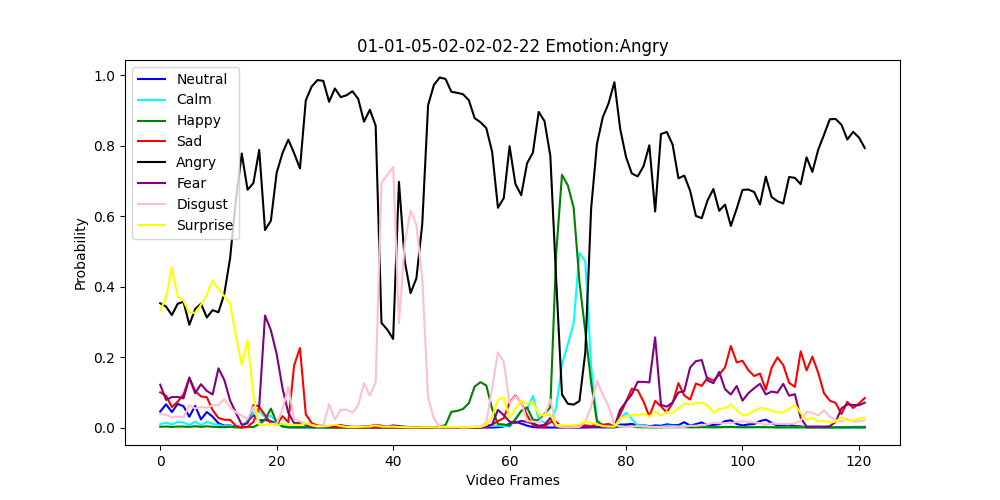 01-01-05-02-02-02-22 Emotion:Angry
Neutral
Calm
Happy
Sad
Angry
Fear
Disgust
Surprise
Probability
1.0
0.8
0.6
0.4
0.2
0.0
0 20 40 60 80 100 120
Video Frames